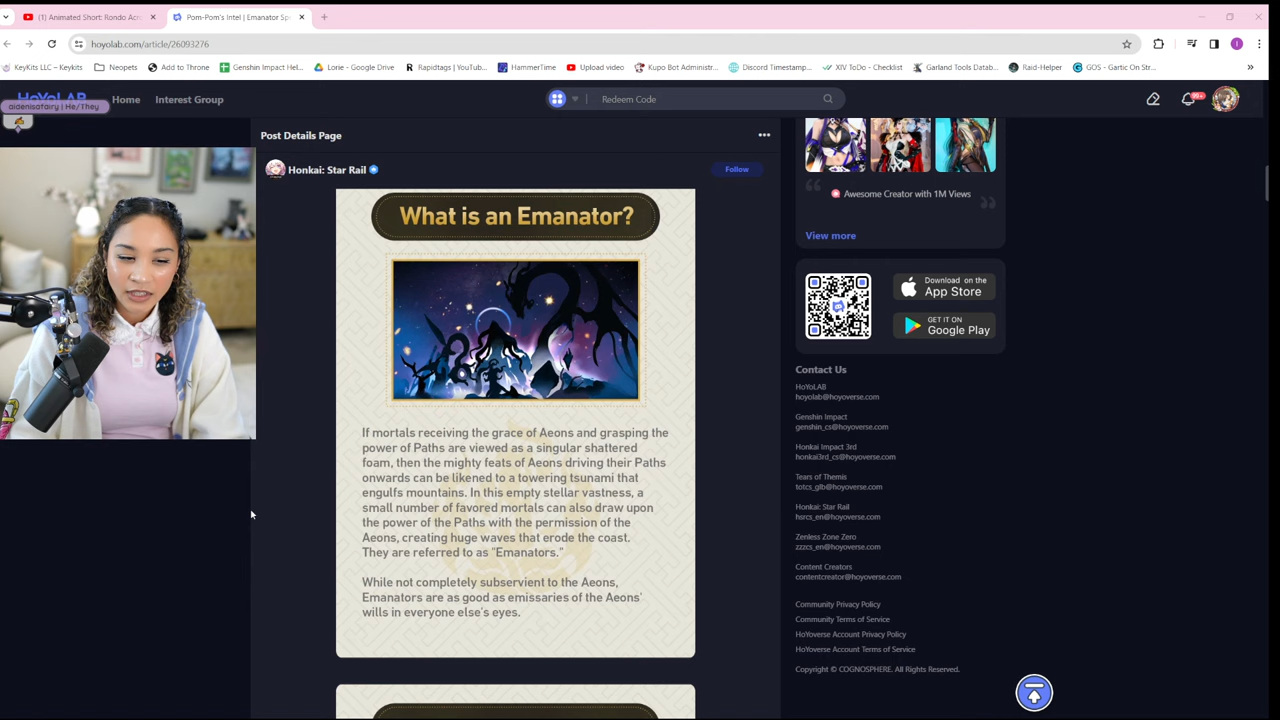 (1) Animated Short: Rondo Acr
Pom-Pom's Intel | Emanator Spe
hoyolab.com/article/26093276
KeyKits LLC – Keykits
Neopets
Add to Throne
Genshin Impact Hel...
Lorie - Google Drive
Rapidtags | YouTub...
HammerTime
Upload video
Kupo Bot Administr...
Discord Timestamp...
XIV ToDo - Checklist
Garland Tools Datab...
Raid-Helper
GOS - Gartic On Str...
HoYoLAB
Home
Interest Group
Redeem Code
99+
aidenisafairy | He/They
Post Details Page
Honkai: Star Rail
Follow
What is an Emanator?
If mortals receiving the grace of Aeons and grasping the
power of Paths are viewed as a singular shattered
foam, then the mighty feats of Aeons driving their Paths
onwards can be likened to a towering tsunami that
engulfs mountains. In this empty stellar vastness, a
small number of favored mortals can also draw upon
the power of the Paths with the permission of the
Aeons, creating huge waves that erode the coast.
They are referred to as "Emanators."
While not completely subservient to the Aeons,
Emanators are as good as emissaries of the Aeons'
wills in everyone else's eyes.
Awesome Creator with 1M Views
View more
Download on the
App Store
GET IT ON
Google Play
Contact Us
HoYoLAB
hoyolab@hoyoverse.com
Genshin Impact
genshin_cs@hoyoverse.com
Honkai Impact 3rd
honkai3rd_cs@hoyoverse.com
Tears of Themis
totcs_glb@hoyoverse.com
Honkai: Star Rail
hsrcs_en@hoyoverse.com
Zenless Zone Zero
zzzcs_en@hoyoverse.com
Content Creators
contentcreator@hoyoverse.com
Community Privacy Policy
Community Terms of Service
HoYoverse Account Privacy Policy
HoYoverse Account Terms of Service
Copyright © COGNOSPHERE. All Rights Reserved.